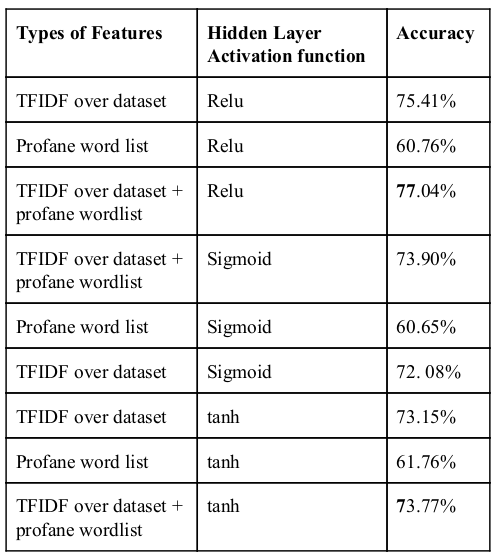 Types of Features Hidden Layer Activation function Accuracy
TFIDF over dataset Relu 75.41%
Profane word list Relu 60.76%
TFIDF over dataset + profane wordlist Relu 77.04%
TFIDF over dataset + profane wordlist Sigmoid 73.90%
Profane word list Sigmoid 60.65%
TFIDF over dataset Sigmoid 72. 08%
TFIDF over dataset tanh 73.15%
Profane word list tanh 61.76%
TFIDF over dataset + profane wordlist tanh 73.77%